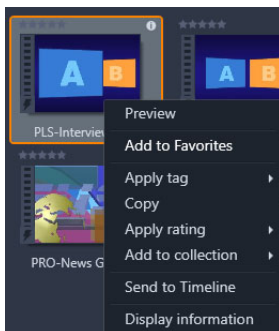 A B
A B
PLS-Interview
Preview
Add to Favorites
Apply tag
Copy
Apply rating
Add to collection
PRO-News G
Send to Timeline
Display information